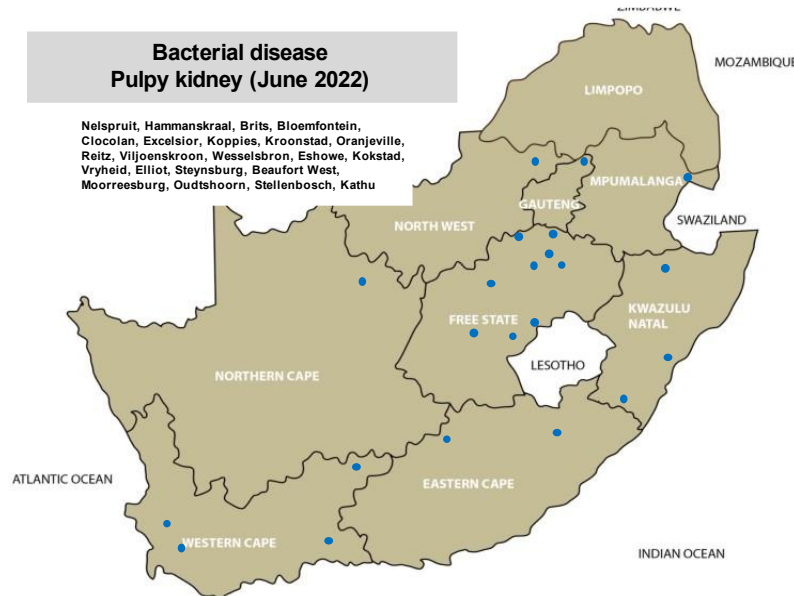 ZIMBABWE
Bacterial disease
Pulpy kidney (June 2022)
MOZAMBIQUE
LIMPOPO
Nelspruit, Hammanskraal, Brits, Bloemfontein,
Clocolan, Excelsior, Koppies, Kroonstad, Oranjeville,
Reitz, Viljoenskroon, Wesselsbron, Eshowe, Kokstad,
Vryheid, Elliot, Steynsburg, Beaufort West,
Moorreesburg, Oudtshoorn, Stellenbosch, Kathu
MPUMALANGA
GAUTENG
SWAZILAND
NORTH WEST
KWAZULU
NATAL
FREE STATE
LESOTHO
NORTHERN CAPE
ATLANTIC OCEAN
EASTERN CAPE
WESTERN CAPE
INDIAN OCEAN